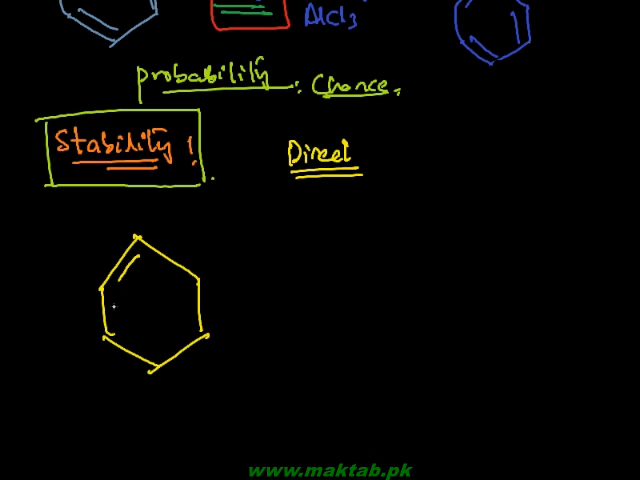 AlCl3
probability : Chance,
Stability !
Direct
www.maktab.pk